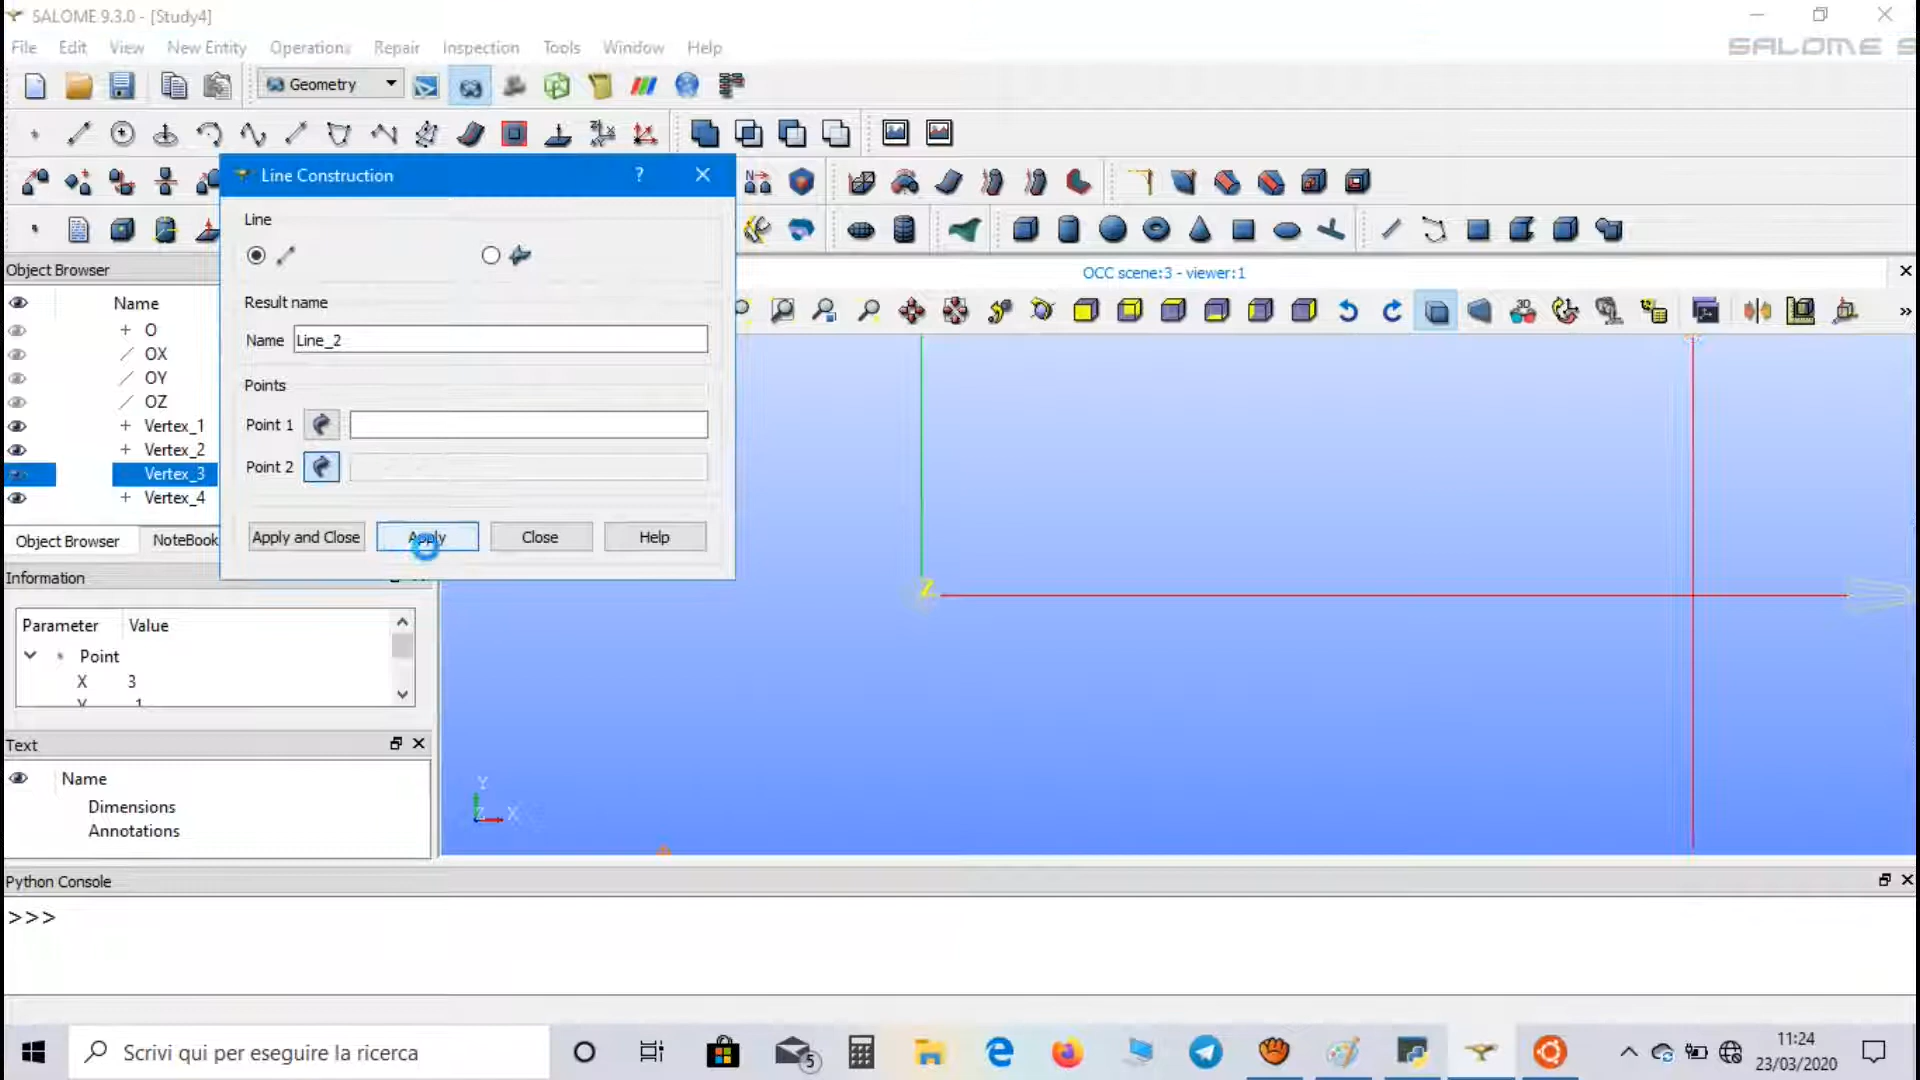 SALOME 9.3.0 - [Study4]
File Edit View New Entity Operations Repair Inspection Tools Window Help
SALOME
Geometry
Line Construction ?
Line
Object Browser
OCC scene:3 - viewer:1
Name
Result name
O
Name Line_2
OX
OY
Points
OZ
Vertex_1
Point 1
Vertex_2
Point 2
Vertex_3
Vertex_4
Apply and Close Apply Close Help
Object Browser NoteBook
Information
Z
Parameter Value
Point
X 3
Text
Name
Y
Dimensions
X
Annotations
Python Console
>>>
Scrivi qui per eseguire la ricerca
5
11:24
23/03/2020